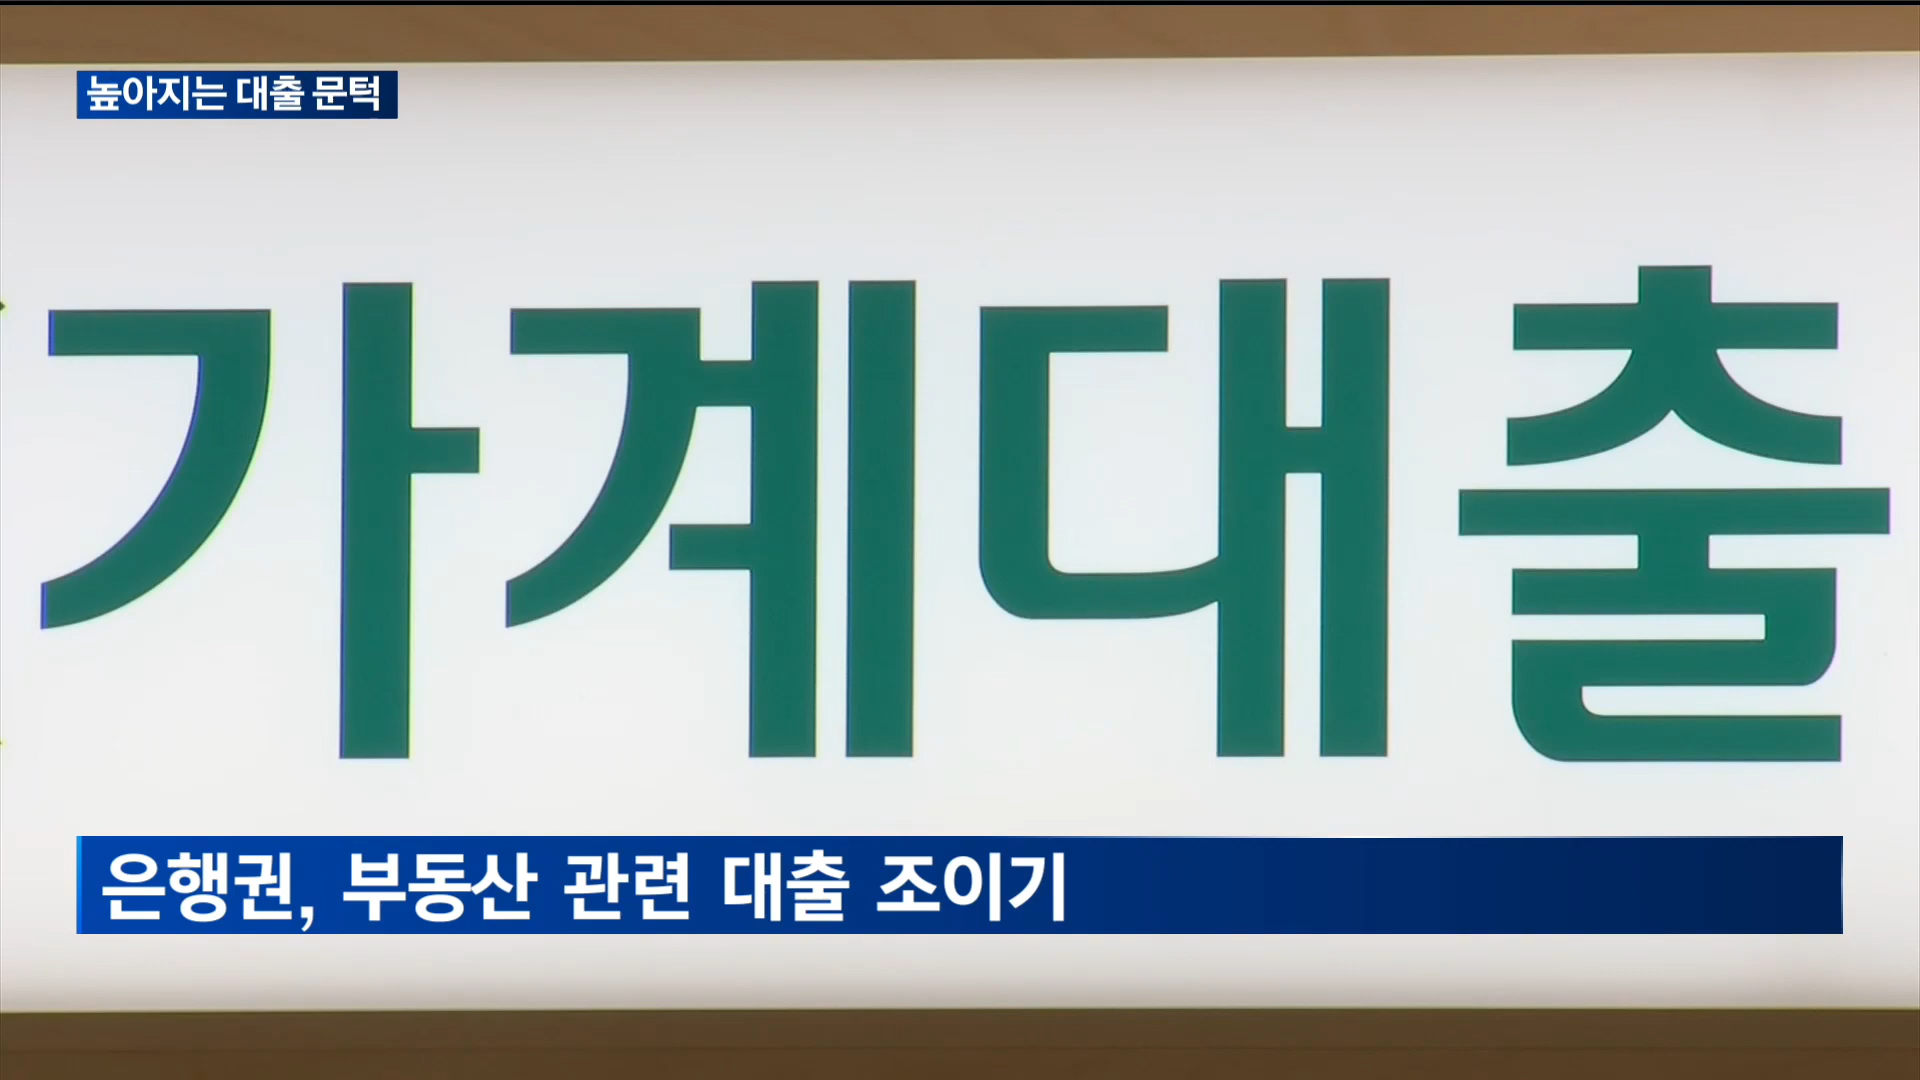 높아지는 대출 문턱
가계대출
은행권, 부동산 관련 대출 조이기